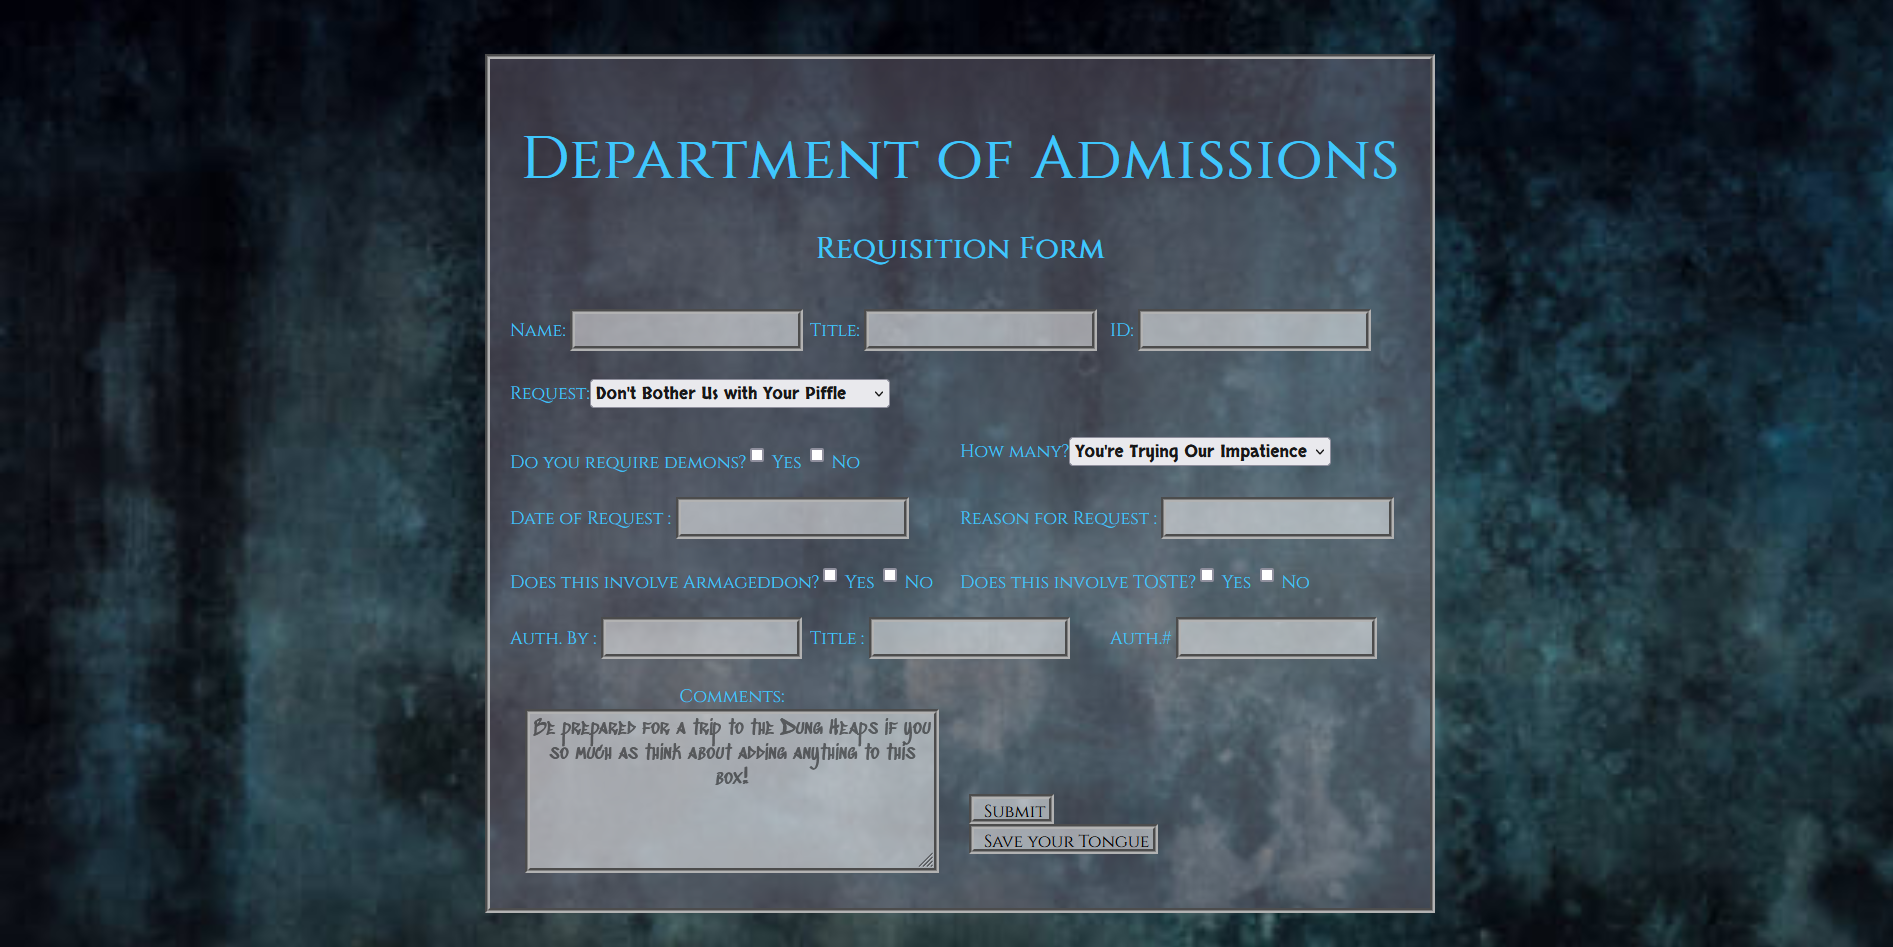 Department of Admissions
Requisition Form
Name: Title: ID:
Request: Don't Bother Us with Your Piffle
Do you require demons? Yes No How many? You're Trying Our Impatience
Date of Request : Reason for Request :
Does this involve Armageddon? Yes No Does this involve TOSTE? Yes No
Auth. By : Title : Auth.#
Comments:
Be prepared for a trip to the Dung Heaps if you
so much as think about adding anything to this
box!
Submit
Save your Tongue